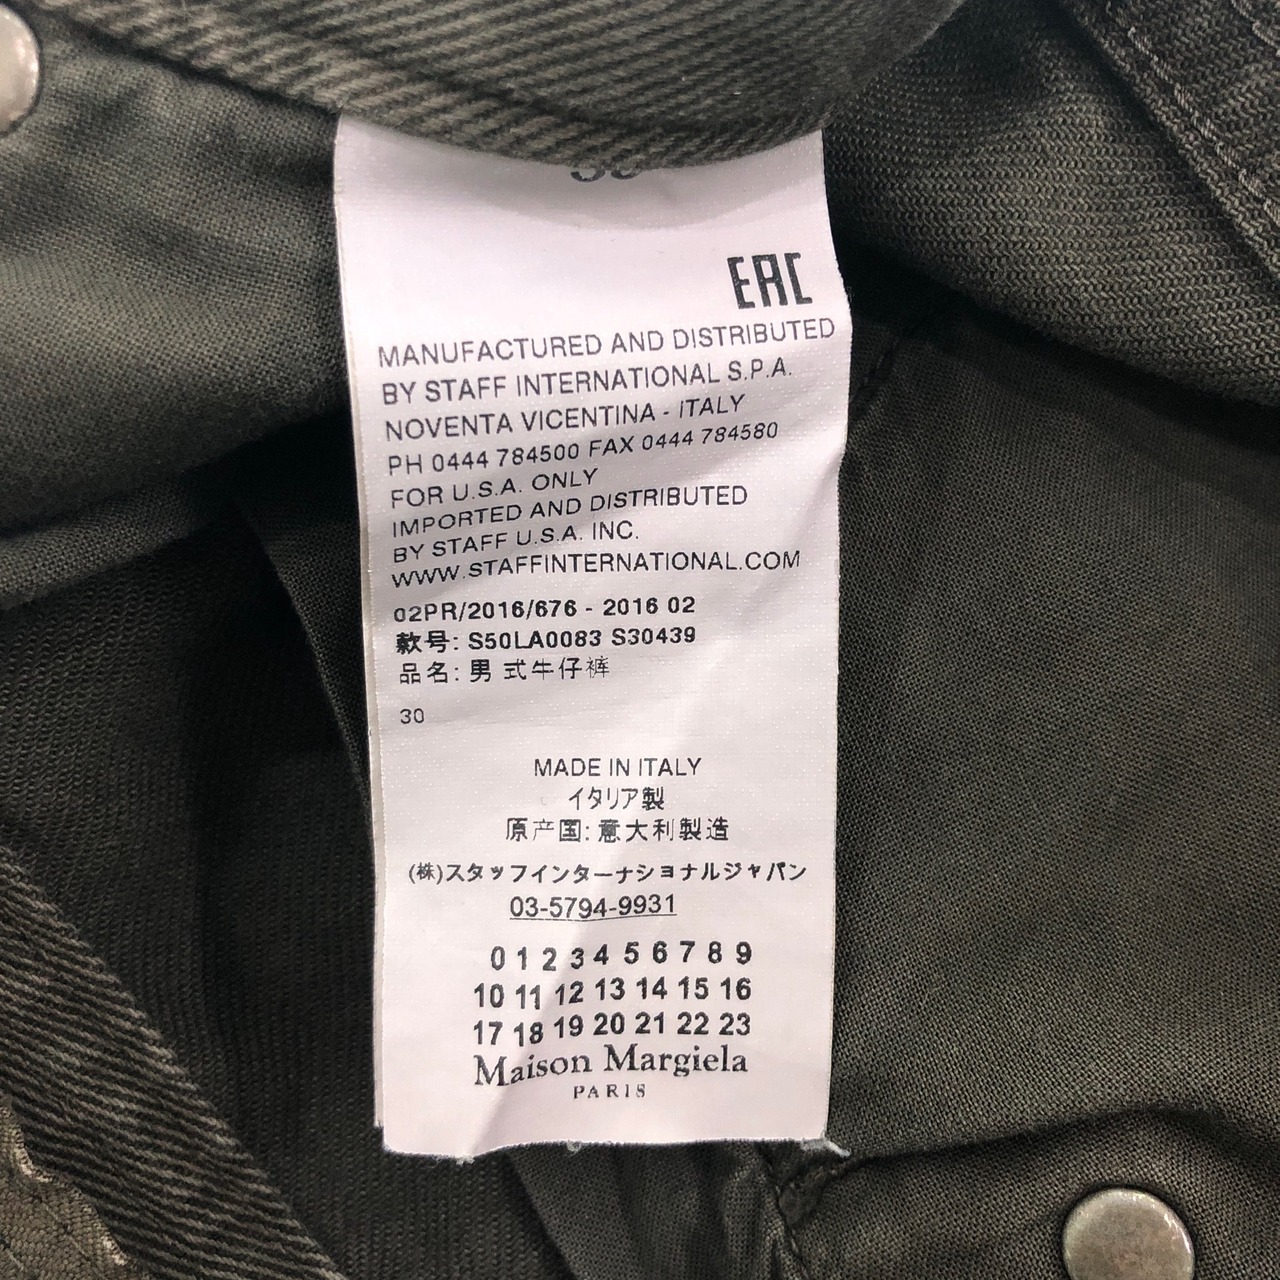 EAC
MANUFACTURED AND DISTRIBUTED
BY STAFF INTERNATIONAL S.P.A.
NOVENTA VICENTINA - ITALY
PH 0444 784500 FAX 0444 784580
FOR U.S.A. ONLY
IMPORTED AND DISTRIBUTED
BY STAFF U.S.A. INC.
WWW.STAFFINTERNATIONAL.COM
02PR/2016/676 - 2016 02
款号: S50LA0083 S30439
品名: 男 式牛仔裤
30
MADE IN ITALY
イタリア製
原产国: 意大利製造
(株)スタッフインターナショナルジャパン
03-5794-9931
0 1 2 3 4 5 6 7 8 9
10 11 12 13 14 15 16
17 18 19 20 21 22 23
Maison Margiela
PARIS